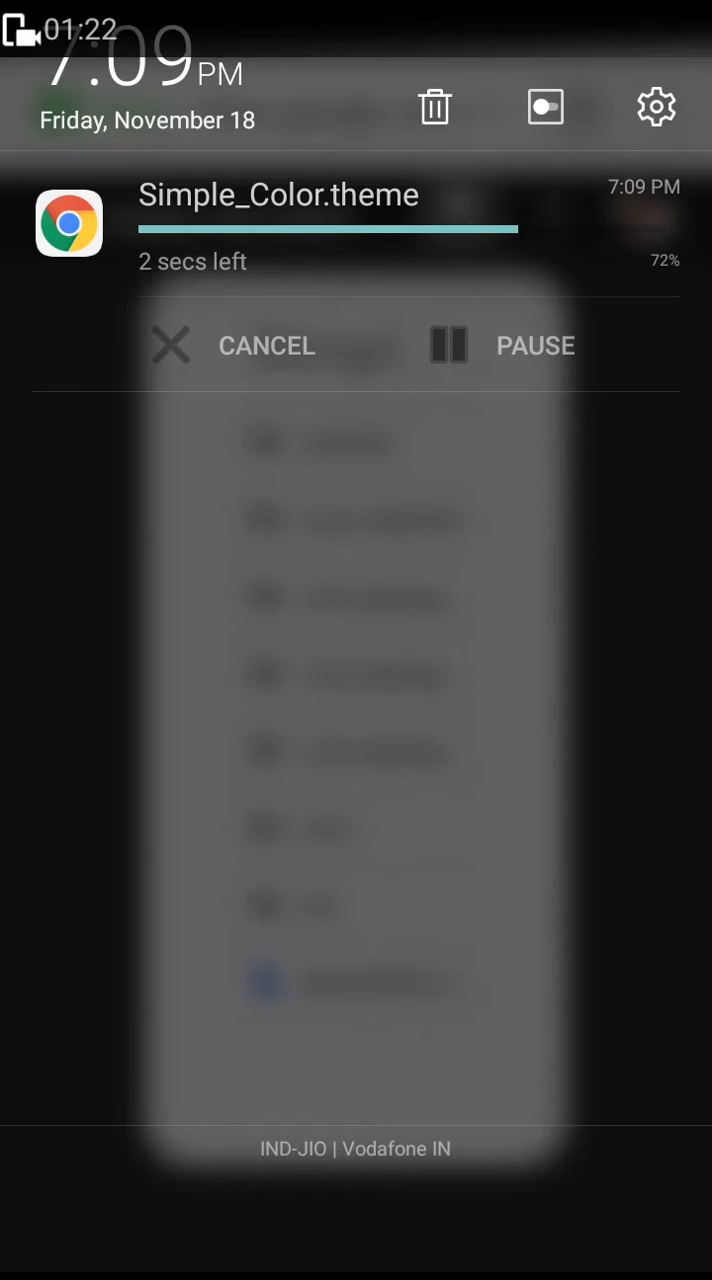 01:22
7:09 PM
Friday, November 18
Simple_Color.theme
7:09 PM
2 secs left
72%
CANCEL
PAUSE
IND-JIO | Vodafone IN